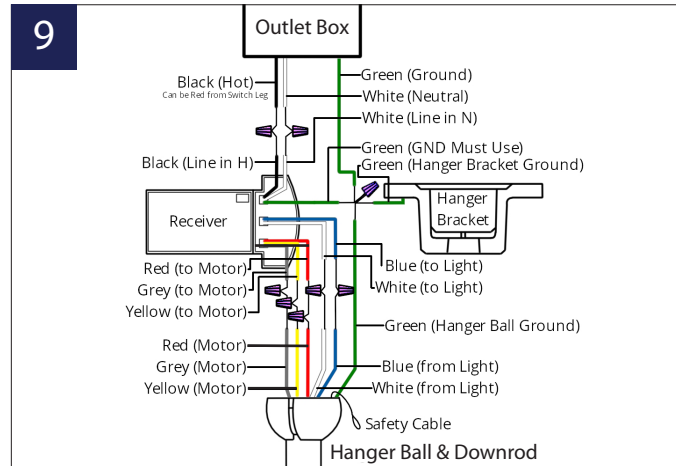 9
Outlet Box
Black (Hot)
Can be Red from Switch Leg
Green (Ground)
White (Neutral)
White (Line in N)
Green (GND Must Use)
Black (Line in H)
Green (Hanger Bracket Ground)
Receiver
Hanger
Bracket
Red (to Motor)
Grey (to Motor)
Yellow (to Motor)
Blue (to Light)
White (to Light)
Green (Hanger Ball Ground)
Red (Motor)
Grey (Motor)
Yellow (Motor)
Blue (from Light)
White (from Light)
Safety Cable
Hanger Ball & Downrod